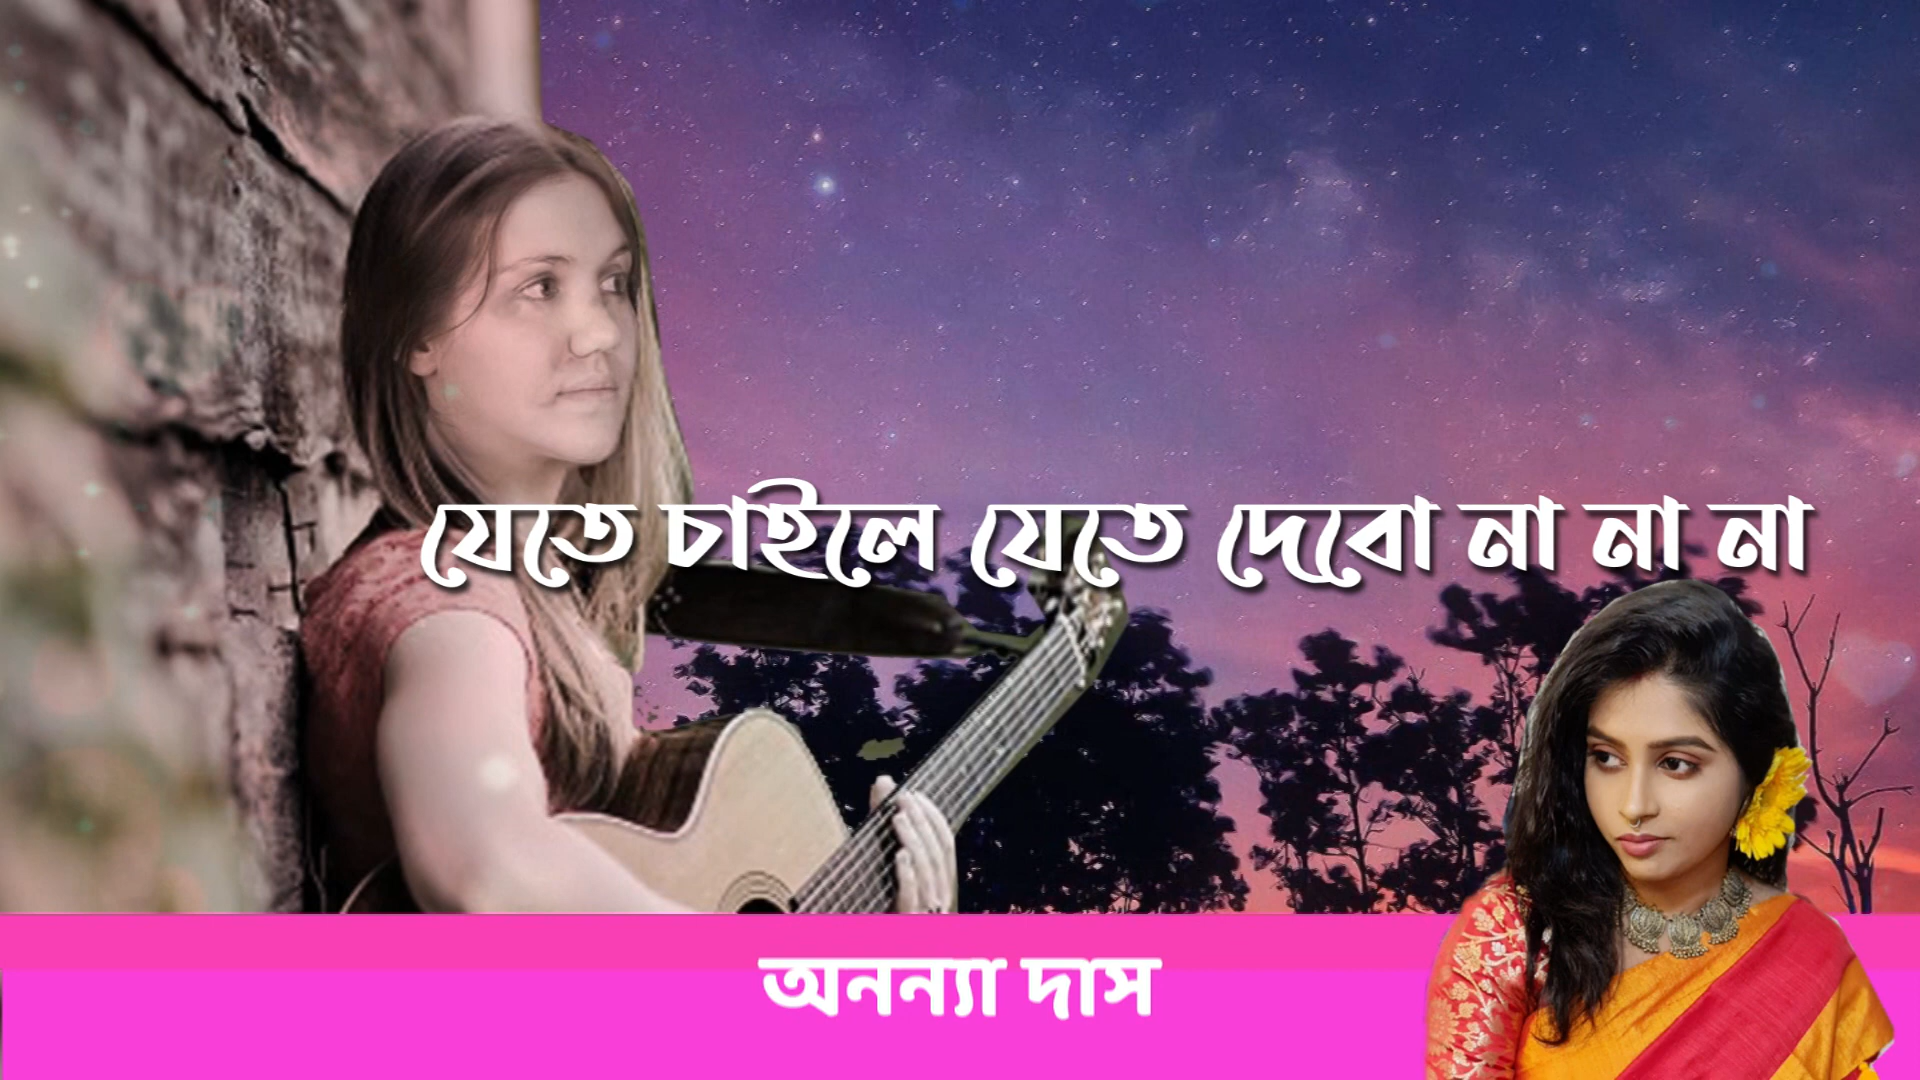 যেতে চাইলে যেতে দেবো না না না
অনন্যা দাস